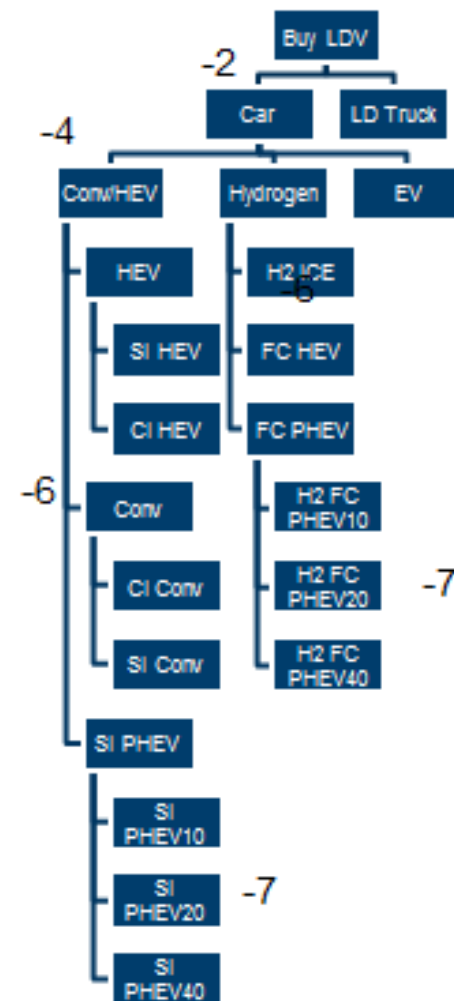 Buy LDV
-2
Car
LD Truck
-4
Conv/HEV
Hydrogen
EV
HEV
H2 ICE
-6
SI HEV
FC HEV
CI HEV
FC PHEV
-6
Conv
H2 FC
PHEV10
CI Conv
H2 FC
PHEV20
-7
SI Conv
H2 FC
PHEV40
SI PHEV
SI
PHEV10
SI
PHEV20
-7
SI
PHEV40